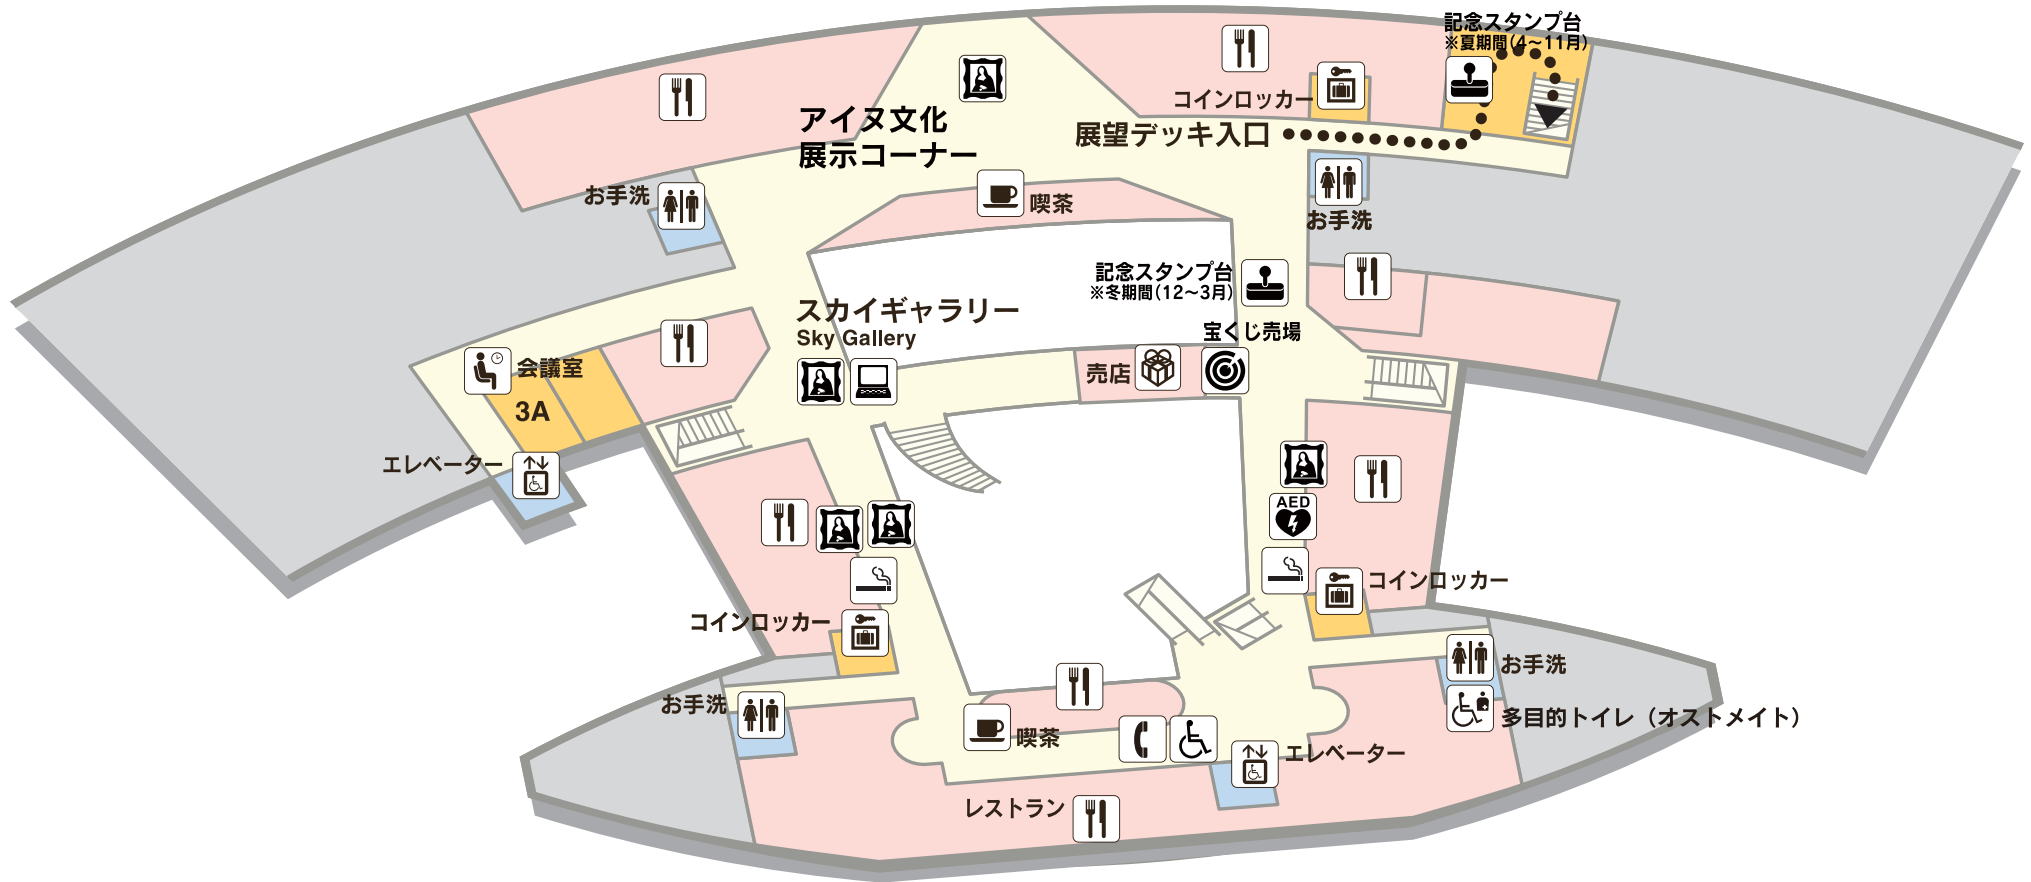 記念スタンプ台
※夏期間(4〜11月)
コインロッカー
アイヌ文化
展示コーナー
展望デッキ入口
お手洗
喫茶
お手洗
記念スタンプ台
※冬期間(12〜3月)
スカイギャラリー
Sky Gallery
宝くじ売場
会議室
3A
売店
エレベーター
AED
コインロッカー
コインロッカー
お手洗
お手洗
多目的トイレ（オストメイト）
喫茶
エレベーター
レストラン